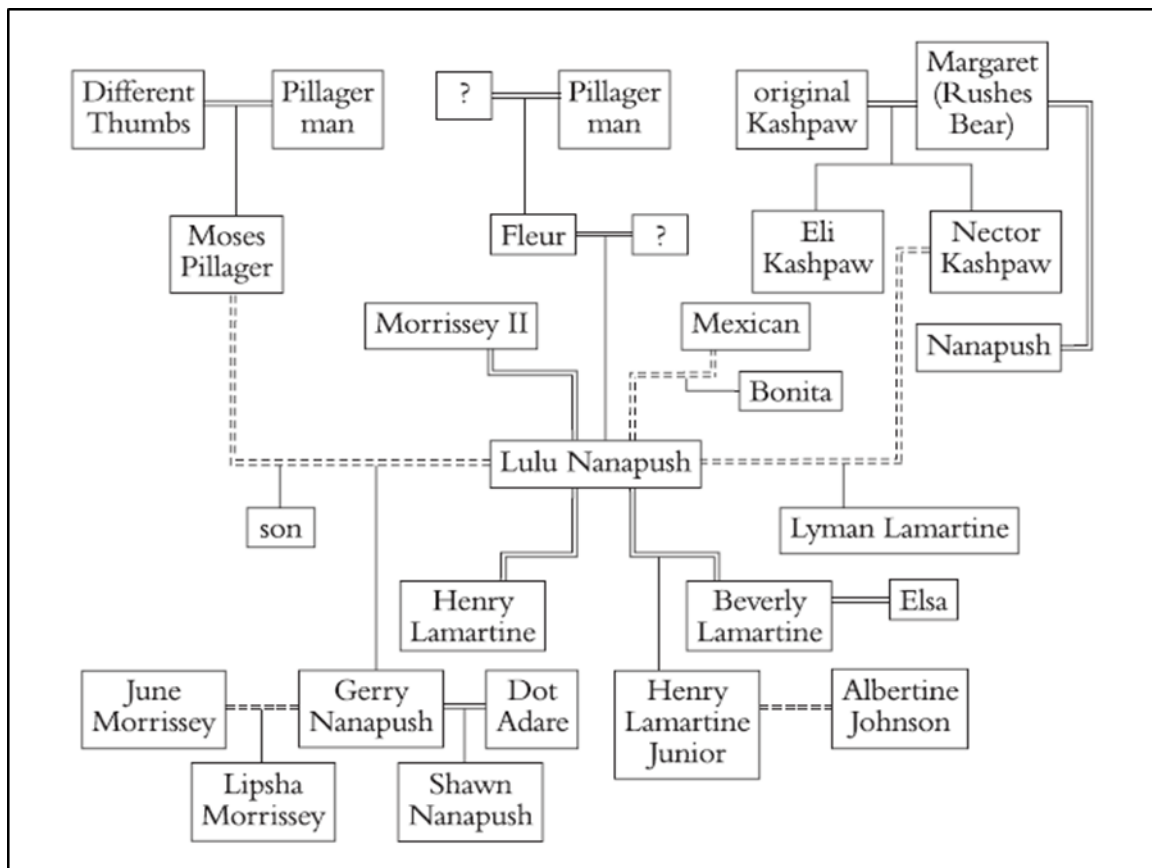 Different
Thumbs
Pillager
man
?
Pillager
man
original
Kashpaw
Margaret
(Rushes
Bear)
Moses
Pillager
Fleur
?
Eli
Kashpaw
Nector
Kashpaw
Morrissey II
Mexican
Nanapush
Bonita
Lulu Nanapush
son
Lyman Lamartine
Henry
Lamartine
Beverly
Lamartine
Elsa
June
Morrissey
Gerry
Nanapush
Dot
Adare
Henry
Lamartine
Junior
Albertine
Johnson
Lipsha
Morrissey
Shawn
Nanapush